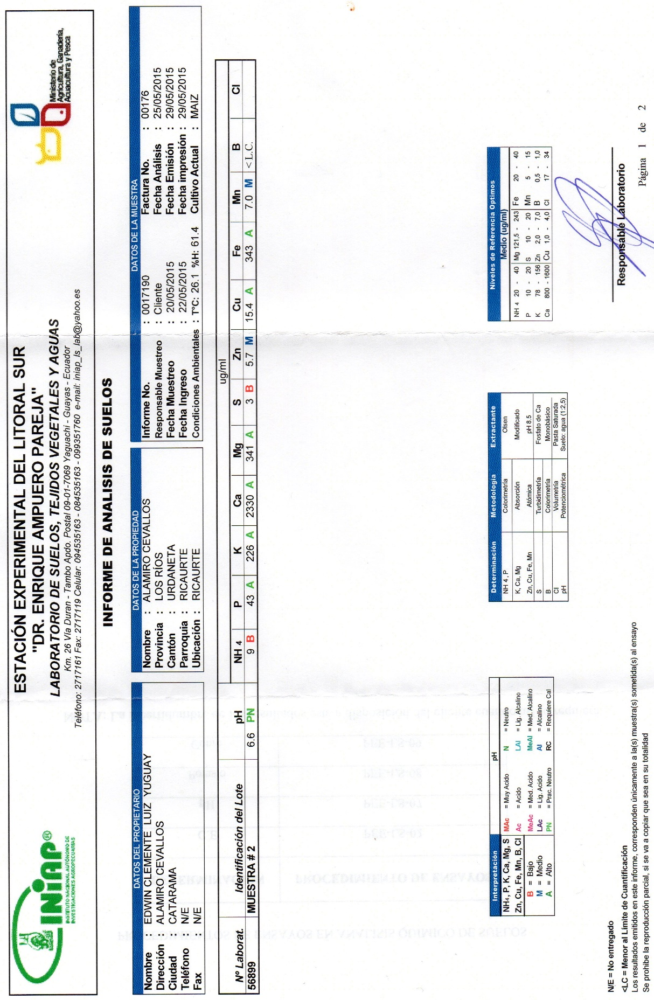 INIAP®
INSTITUTO NACIONAL AUTÓNOMO DE
INVESTIGACIONES AGROPECUARIAS
ESTACIÓN EXPERIMENTAL DEL LITORAL SUR
"DR. ENRIQUE AMPUERO PAREJA"
LABORATORIO DE SUELOS, TEJIDOS VEGETALES Y AGUAS
Km. 26 Vía Duran - Tambo Apdo. Postal 09-01-7069 Yaguachi - Guayas - Ecuador
Teléfono: 2717161 Fax: 2717119 Celular: 094535163 - 084535163 - 099351760 e-mail: iniap_ls_lab@yahoo.es
Ministerio de
Agricultura, Ganadería,
Acuacultura y Pesca
INFORME DE ANALISIS DE SUELOS
DATOS DEL PROPIETARIO
Nombre : EDWIN CLEMENTE LUIZ YUGUAY
Dirección : ALAMIRO CEVALLOS
Ciudad : CATARAMA
Teléfono : N/E
Fax : N/E
DATOS DE LA PROPIEDAD
Nombre : ALAMIRO CEVALLOS
Provincia : LOS RÍOS
Cantón : URDANETA
Parroquia : RICAURTE
Ubicación : RICAURTE
DATOS DE LA MUESTRA
Informe No. : 0017190 Factura No. : 00176
Responsable Muestreo : Cliente Fecha Análisis : 25/05/2015
Fecha Muestreo : 20/05/2015 Fecha Emisión : 29/05/2015
Fecha Ingreso : 22/05/2015 Fecha impresión : 29/05/2015
Condiciones Ambientales : T°C: 26.1 %H: 61.4 Cultivo Actual : MAIZ
ug/ml
Nº Laborat. Identificación del Lote pH NH 4 P K Ca Mg S Zn Cu Fe Mn B Cl
56899 MUESTRA # 2 6.6 PN 9 B 43 A 226 A 2330 A 341 A 3 B 5.7 M 15.4 A 343 A 7.0 M <L.C.
Interpretación pH
NH4, P, K, Ca, Mg, S
Zn, Cu, Fe, Mn, B, Cl
B = Bajo
M = Medio
A = Alto
MAc = Muy Acido N = Neutro
Ac = Acido LAl = Lig. Alcalino
MeAc = Med. Acido MeAl = Med. Alcalino
LAc = Lig. Acido Al = Alcalino
PN = Prac. Neutro RC = Requiere Cal
Determinación Metodología Extractante
NH 4 , P Colorimetría Olsen
K, Ca, Mg Absorción Modificado
Zn, Cu, Fe, Mn Atómica pH 8.5
S Turbidimetría Fosfato de Ca
B Colorimetría Monobásico
Cl Volumetría Pasta Saturada
pH Potenciométrica Suelo: agua (1:2,5)
Niveles de Referencia Optimos
Medio (ug/ml)
NH 4 20 - 40 Mg 121,5 - 243 Fe 20 - 40
P 10 - 20 S 10 - 20 Mn 5 - 15
K 78 - 156 Zn 2,0 - 7,0 B 0,5 - 1,0
Ca 800 - 1600 Cu 1,0 - 4,0 Cl 17 - 34
N/E = No entregado
<LC = Menor al Límite de Cuantificación
Los resultados emitidos en este informe, corresponden únicamente a la(s) muestra(s) sometida(s) al ensayo
Se prohibe la reproducción parcial, si se va a copiar que sea en su totalidad
Responsable Laboratorio
Página 1 de 2